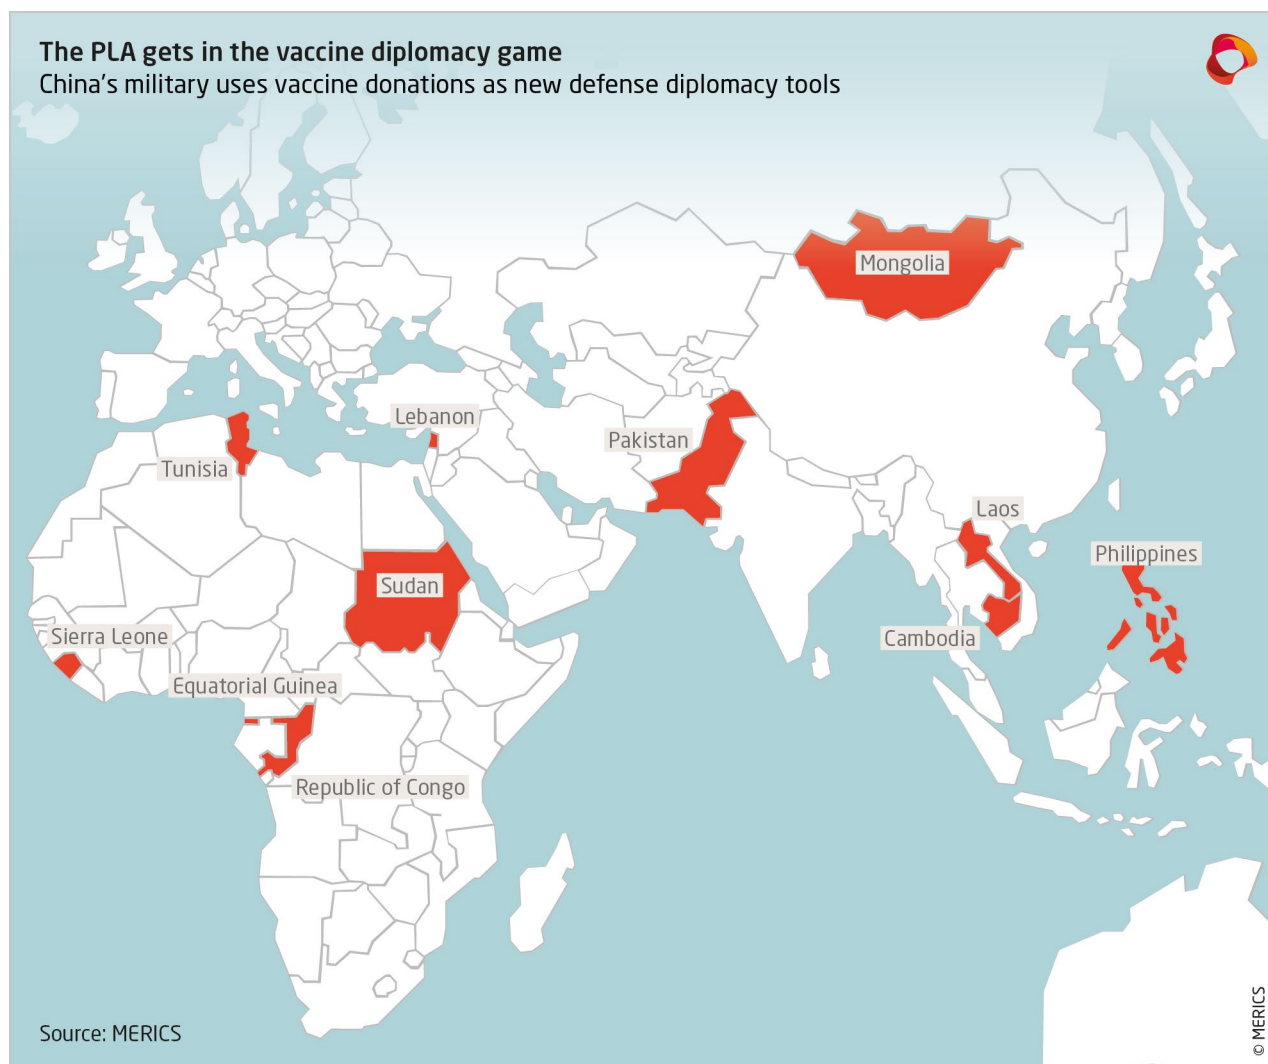 The PLA gets in the vaccine diplomacy game
China's military uses vaccine donations as new defense diplomacy tools
Mongolia
Lebanon
Pakistan
Tunisia
Laos
Philippines
Sudan
Sierra Leone
Cambodia
Equatorial Guinea
Republic of Congo
Source: MERICS
© MERICS